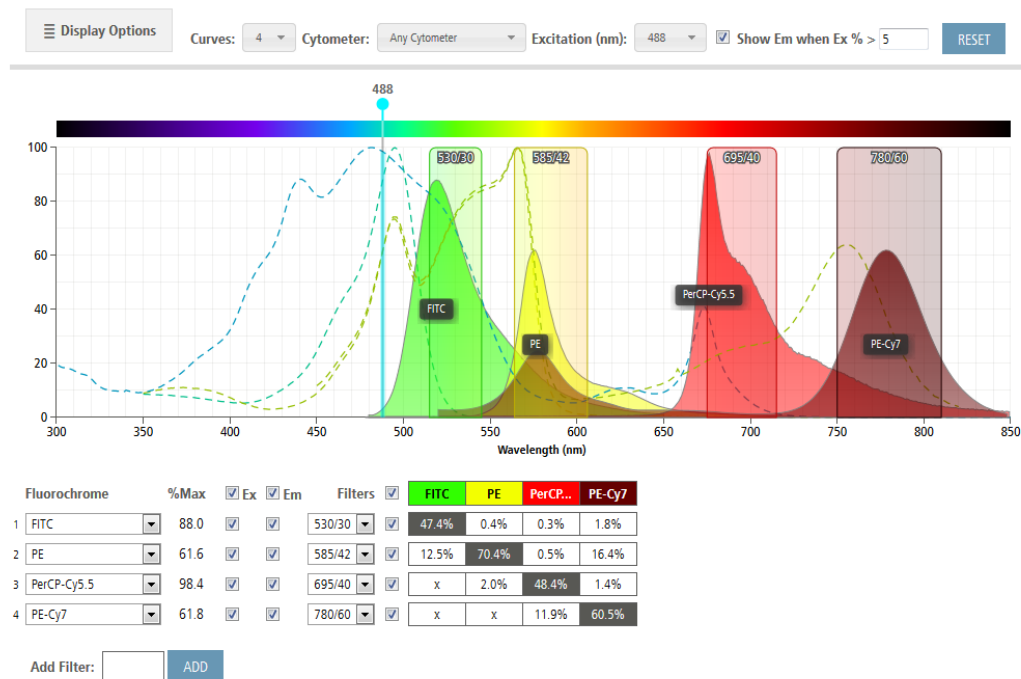 Display Options Curves: 4 Cytometer: Any Cytometer Excitation (nm): 488 Show Em when Ex % > 5 RESET
488
530/30 585/42 695/40 780/60
100
80
60
40
20
0
FITC PE PerCP-Cy5.5 PE-Cy7
300 350 400 450 500 550 600 650 700 750 800 850
Wavelength (nm)
Fluorochrome %Max Ex Em Filters FITC PE PerCP... PE-Cy7
1 FITC 88.0 530/30 47.4% 0.4% 0.3% 1.8%
2 PE 61.6 585/42 12.5% 70.4% 0.5% 16.4%
3 PerCP-Cy5.5 98.4 695/40 x 2.0% 48.4% 1.4%
4 PE-Cy7 61.8 780/60 x x 11.9% 60.5%
Add Filter: ADD